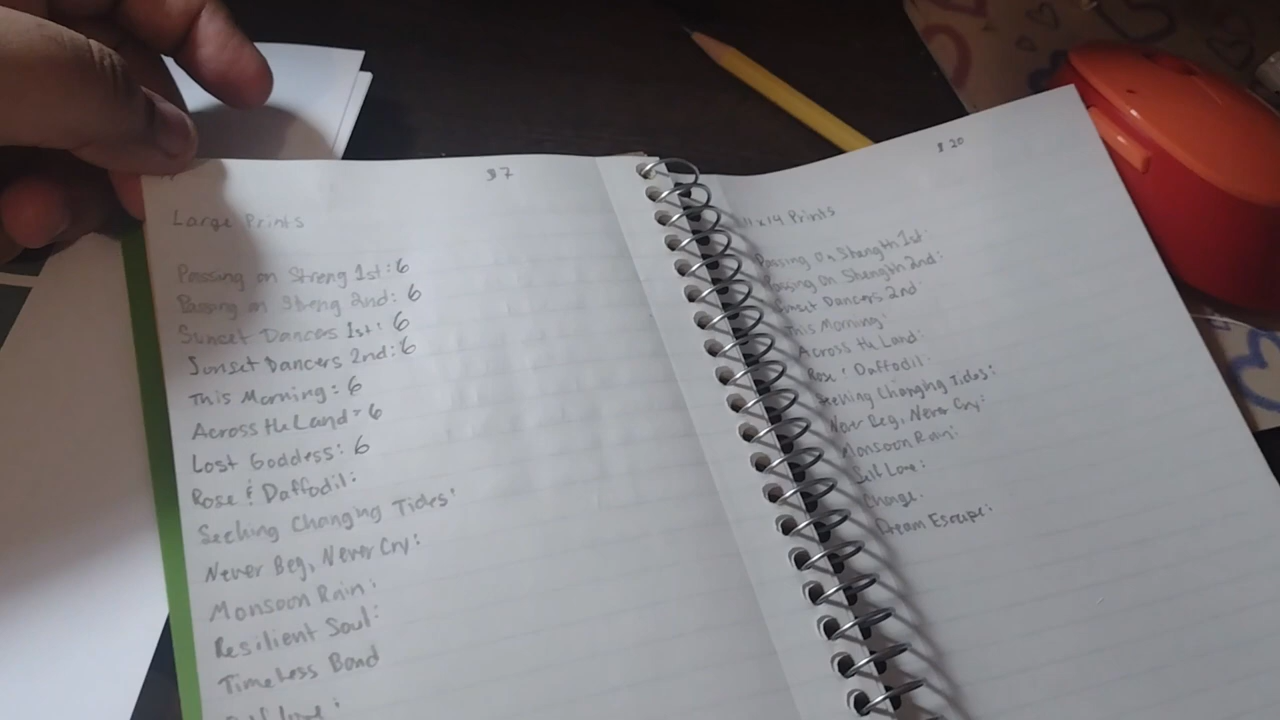 $7
Large Prints
Passing on Streng 1st: 6
Passing on Streng 2nd: 6
Sunset Dancers 1st: 6
Sunset Dancers 2nd: 6
This Morning: 6
Across the Land: 6
Lost Goddess: 6
Rose & Daffodil:
Seeking Changing Tides:
Never Beg, Never Cry:
Monsoon Rain:
Resilient Soul:
Timeless Bond
Self Love:
$20
11x14 Prints
Passing On Strength 1st:
Passing On Strength 2nd:
Sunset Dancers 2nd:
This Morning:
Across the Land:
Rose & Daffodil:
Seeking Changing Tides:
Never Beg, Never Cry:
Monsoon Rain:
Self Love:
Change:
Dream Escape: